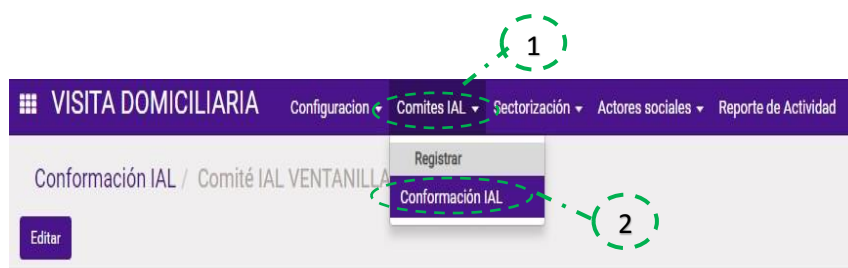 1
VISITA DOMICILIARIA Configuracion Comites IAL Sectorización Actores sociales Reporte de Actividad
Registrar
Conformación IAL / Comité IAL VENTANILLA
Conformación IAL
2
Editar